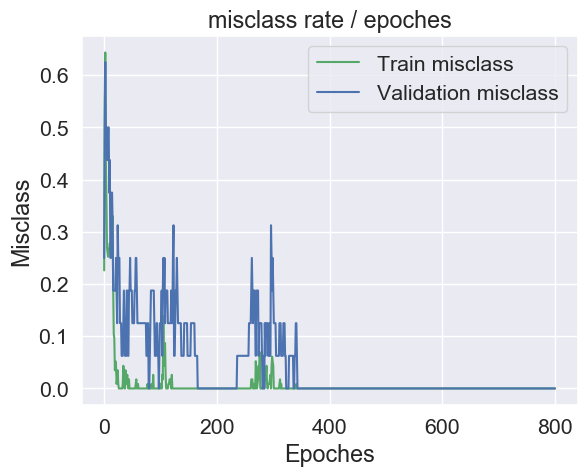 misclass rate / epoches
Train misclass
Validation misclass
Misclass
0.6
0.5
0.4
0.3
0.2
0.1
0.0
0 200 400 600 800
Epoches